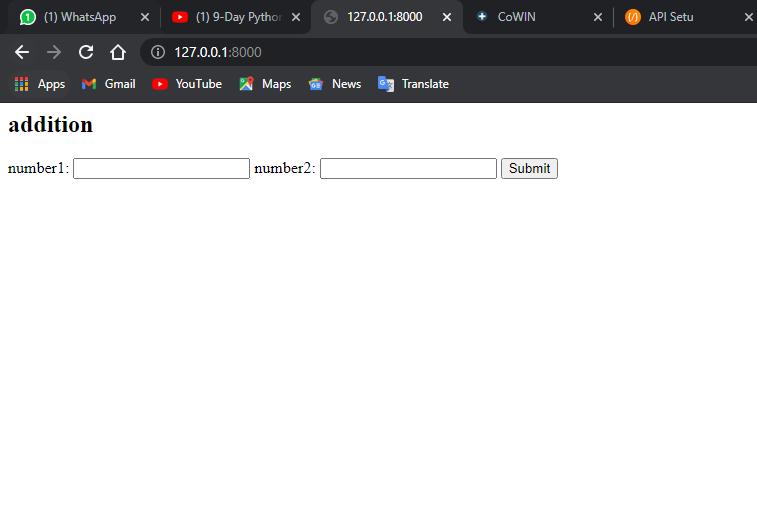 (1) WhatsApp (1) 9-Day Python 127.0.0.1:8000 CoWIN API Setu
127.0.0.1:8000
Apps Gmail YouTube Maps News Translate
addition
number1: number2: Submit